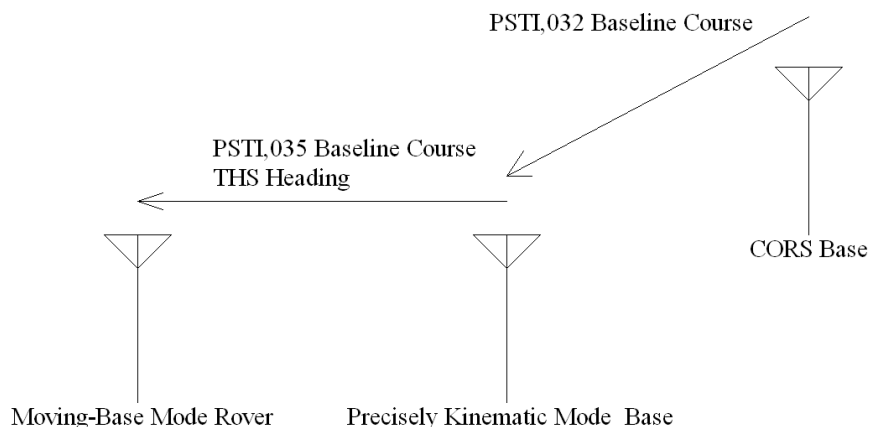 PSTI,032 Baseline Course
PSTI,035 Baseline Course
THS Heading
CORS Base
Moving-Base Mode Rover
Precisely Kinematic Mode Base